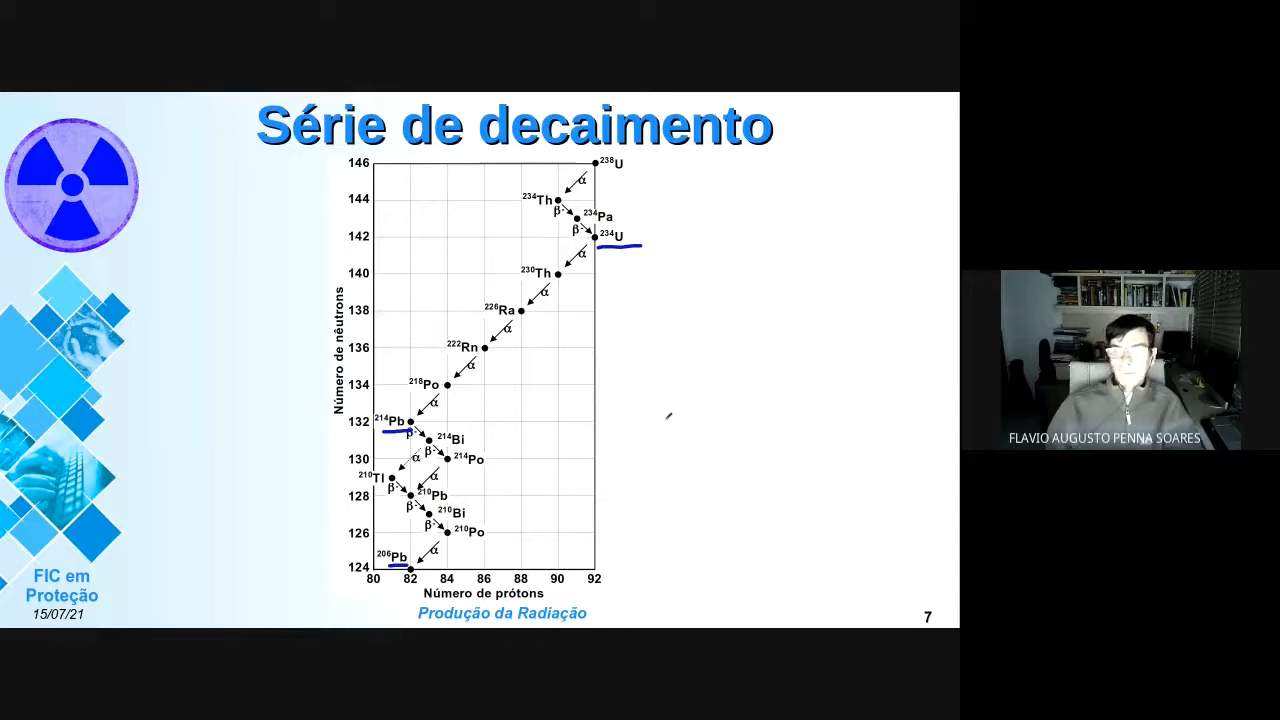 Série de decaimento
146
144
142
140
138
136
134
132
130
128
126
124
Número de nêutrons
²³⁸U
α
²³⁴Th
β-
²³⁴Pa
β-
²³⁴U
α
²³⁰Th
α
²²⁶Ra
α
²²²Rn
α
²¹⁸Po
α
²¹⁴Pb
β-
²¹⁴Bi
β-
²¹⁴Po
α
α
²¹⁰Tl
β-
²¹⁰Pb
β-
²¹⁰Bi
β-
²¹⁰Po
α
²⁰⁶Pb
80 82 84 86 88 90 92
Número de prótons
FIC em
Proteção
15/07/21
Produção da Radiação
7
FLAVIO AUGUSTO PENNA SOARES